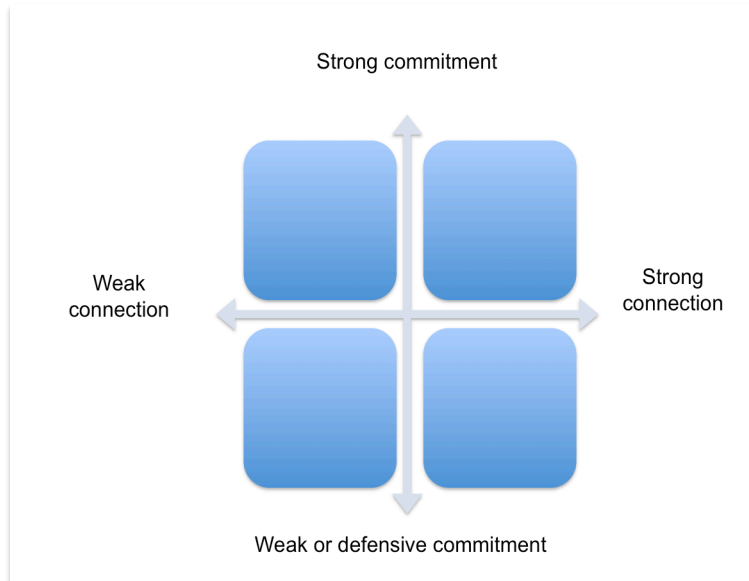 Strong commitment
Weak
connection
Strong
connection
Weak or defensive commitment